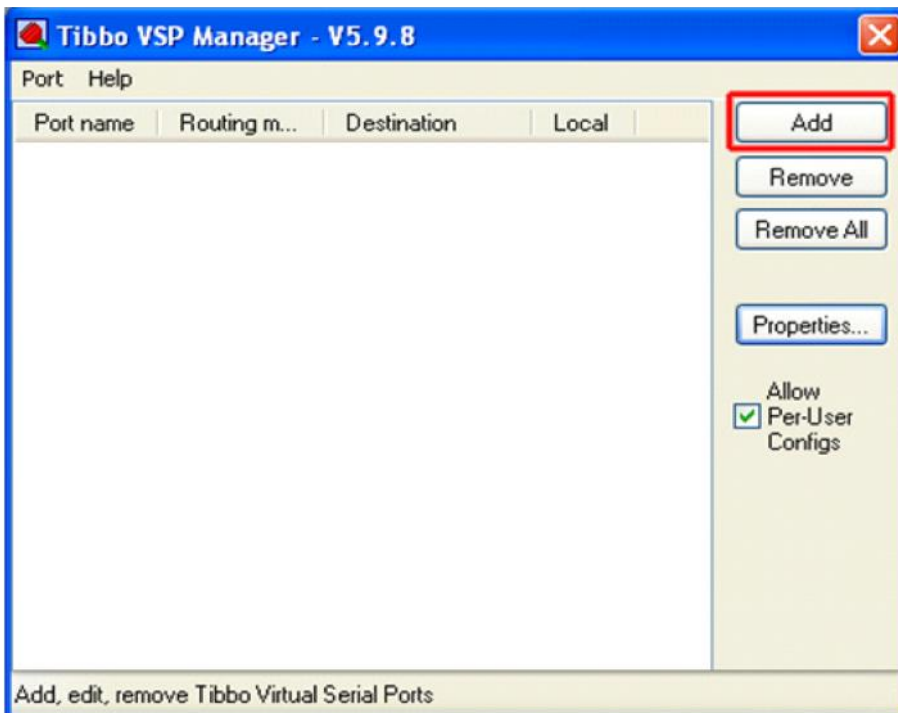 Tibbo VSP Manager - V5.9.8
Port Help
Port name Routing m... Destination Local
Add
Remove
Remove All
Properties...
Allow
Per-User
Configs
Add, edit, remove Tibbo Virtual Serial Ports